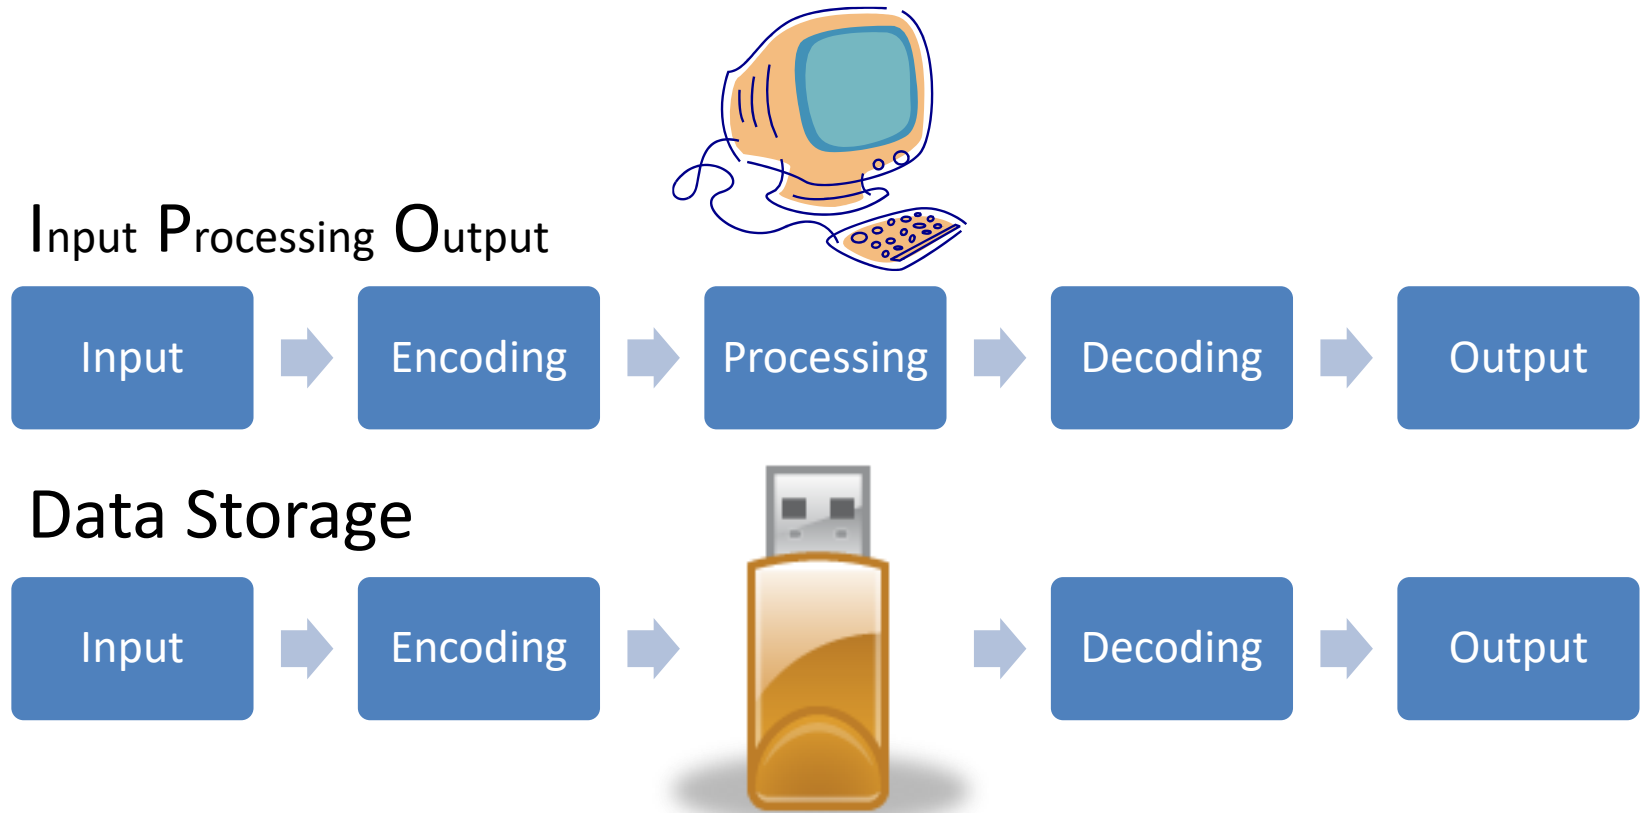 Input Processing Output
Input Encoding Processing Decoding Output
Data Storage
Input Encoding Decoding Output